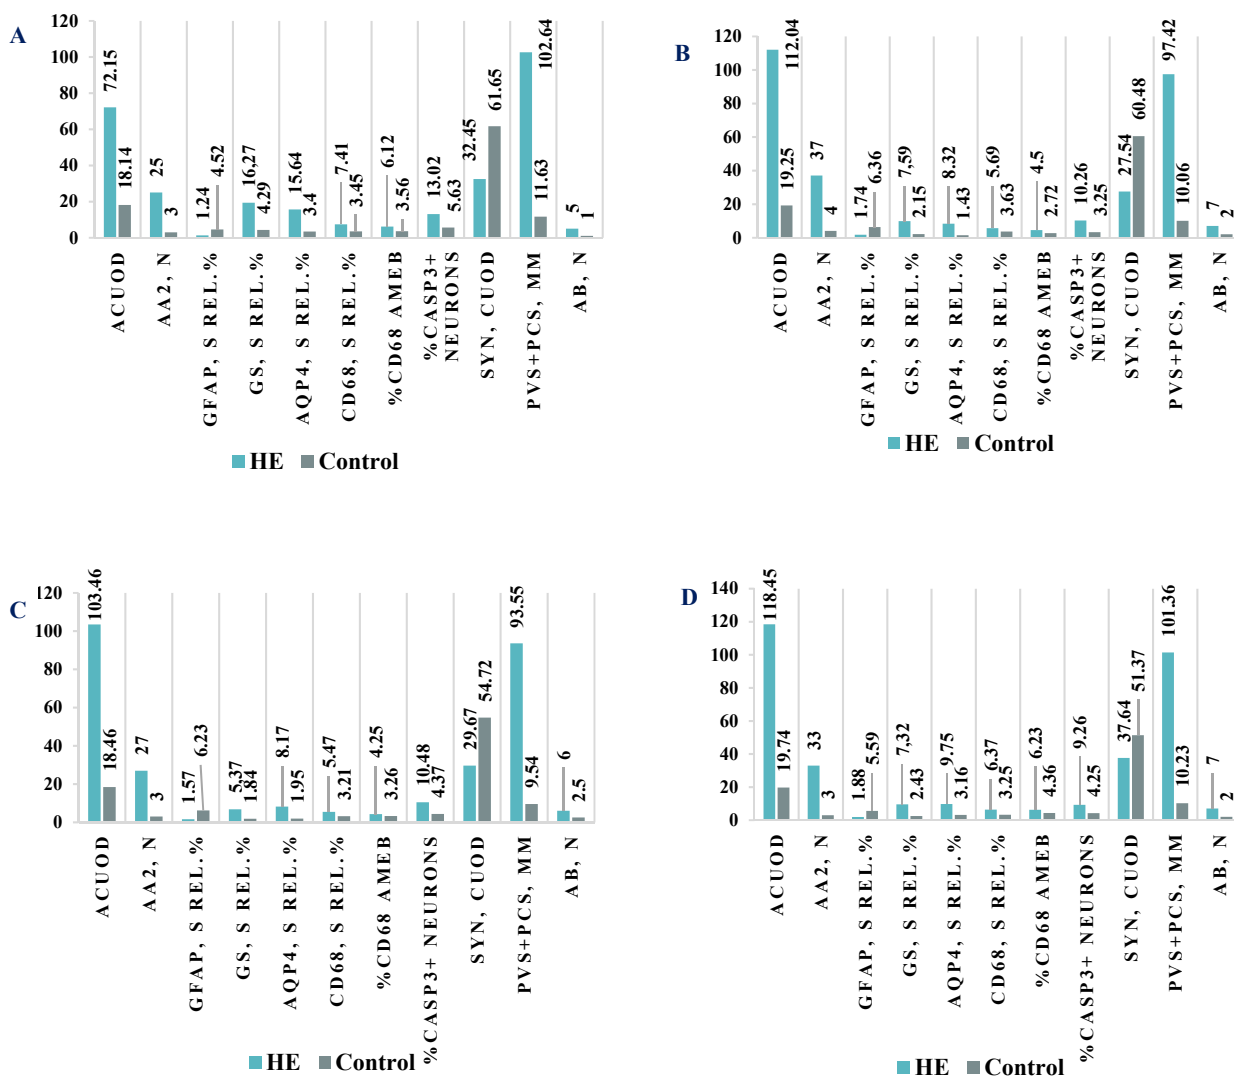 A
120
100
80
60
40
20
0
72.15
18.14
25
3
1.24
4.52
16,27
4.29
15.64
3.4
7.41
3.45
6.12
3.56
13.02
5.63
32.45
61.65
102.64
11.63
5
1
ACUOD
AA2, N
GFAP, S REL.%
GS, S REL.%
AQP4, S REL.%
CD68, S REL.%
%CD68 AMEB
%CASP3+
NEURONS
SYN, CUOD
PVS+PCS, MM
AB, N
HE Control
B
120
100
80
60
40
20
0
112.04
19.25
37
4
1.74
6.36
7,59
2.15
8.32
1.43
5.69
3.63
4.5
2.72
10.26
3.25
27.54
60.48
97.42
10.06
7
2
ACUOD
AA2, N
GFAP, S REL.%
GS, S REL.%
AQP4, S REL.%
CD68, S REL.%
%CD68 AMEB
%CASP3+
NEURONS
SYN, CUOD
PVS+PCS, MM
AB, N
HE Control
C
120
100
80
60
40
20
0
103.46
18.46
27
3
1.57
6.23
5,37
1.84
8.17
1.95
5.47
3.21
4.25
3.26
10.48
4.37
29.67
54.72
93.55
9.54
6
2.5
ACUOD
AA2, N
GFAP, S REL.%
GS, S REL.%
AQP4, S REL.%
CD68, S REL.%
%CD68 AMEB
%CASP3+ NEURONS
SYN, CUOD
PVS+PCS, MM
AB, N
HE Control
D
140
120
100
80
60
40
20
0
118.45
19.74
33
3
1.88
5.59
7,32
2.43
9.75
3.16
6.37
3.25
6.23
4.36
9.26
4.25
37.64
51.37
101.36
10.23
7
2
ACUOD
AA2, N
GFAP, S REL.%
GS, S REL.%
AQP4, S REL.%
CD68, S REL.%
%CD68 AMEB
%CASP3+ NEURONS
SYN, CUOD
PVS+PCS, MM
AB, N
HE Control